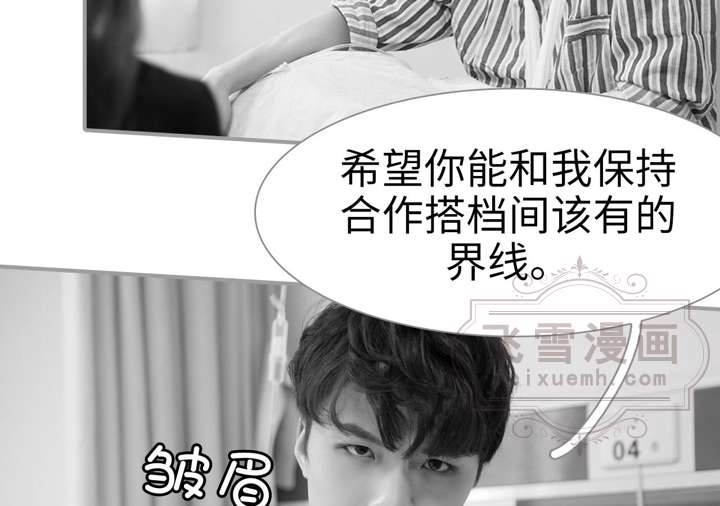 希望你能和我保持
合作搭档间该有的
界线。
飞雪漫画
feixuemh.com
04
皱眉